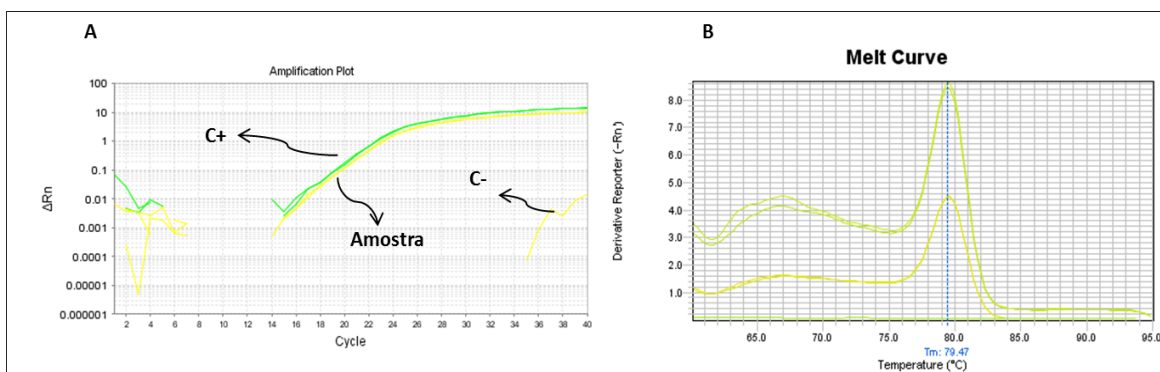 A
Amplification Plot
100
10
1
0.1
0.01
0.001
0.0001
0.00001
0.000001
ΔRn
C+
C-
Amostra
2 4 6 8 10 12 14 16 18 20 22 24 26 28 30 32 34 36 38 40
Cycle
B
Melt Curve
8.0
7.0
6.0
5.0
4.0
3.0
2.0
1.0
Derivative Reporter (−Rn')
65.0 70.0 75.0 80.0 85.0 90.0 95.0
Tm: 79.47
Temperature (°C)